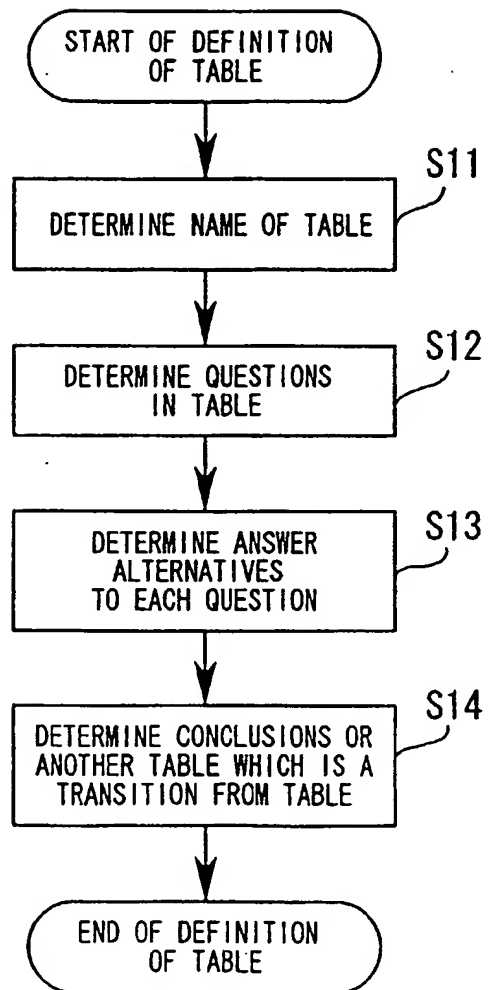 START OF DEFINITION
OF TABLE
S11
DETERMINE NAME OF TABLE
S12
DETERMINE QUESTIONS
IN TABLE
S13
DETERMINE ANSWER
ALTERNATIVES
TO EACH QUESTION
S14
DETERMINE CONCLUSIONS OR
ANOTHER TABLE WHICH IS A
TRANSITION FROM TABLE
END OF DEFINITION
OF TABLE